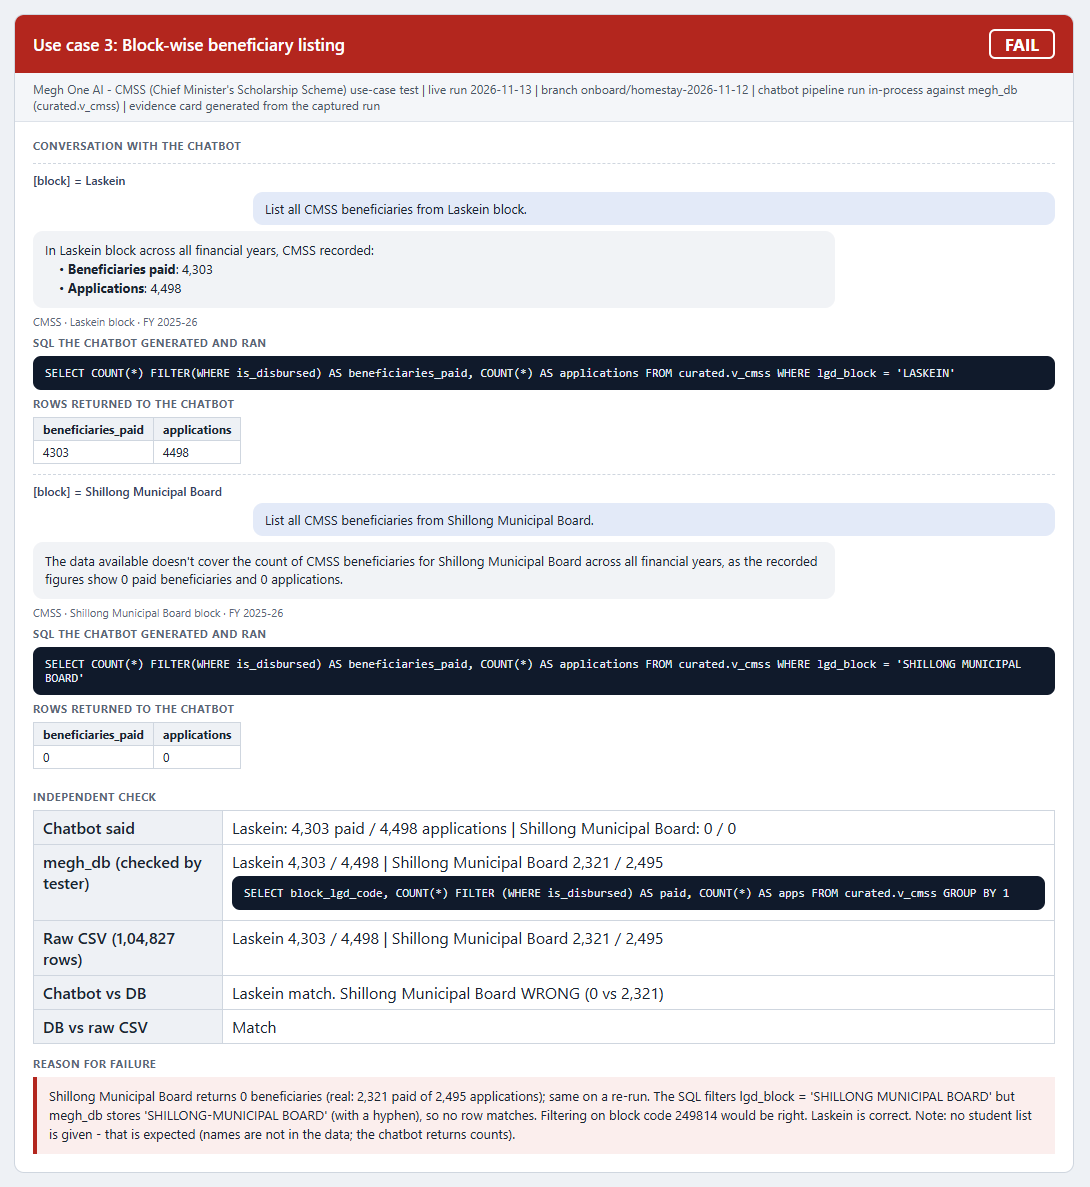 Use case 3: Block-wise beneficiary listing
FAIL
Megh One AI - CMSS (Chief Minister's Scholarship Scheme) use-case test | live run 2026-11-13 | branch onboard/homestay-2026-11-12 | chatbot pipeline run in-process against megh_db
(curated.v_cmss) | evidence card generated from the captured run
CONVERSATION WITH THE CHATBOT
[block] = Laskein
List all CMSS beneficiaries from Laskein block.
In Laskein block across all financial years, CMSS recorded:
• Beneficiaries paid: 4,303
• Applications: 4,498
CMSS · Laskein block · FY 2025-26
SQL THE CHATBOT GENERATED AND RAN
SELECT COUNT(*) FILTER(WHERE is_disbursed) AS beneficiaries_paid, COUNT(*) AS applications FROM curated.v_cmss WHERE lgd_block = 'LASKEIN'
ROWS RETURNED TO THE CHATBOT
beneficiaries_paid applications
4303 4498
[block] = Shillong Municipal Board
List all CMSS beneficiaries from Shillong Municipal Board.
The data available doesn't cover the count of CMSS beneficiaries for Shillong Municipal Board across all financial years, as the recorded
figures show 0 paid beneficiaries and 0 applications.
CMSS · Shillong Municipal Board block · FY 2025-26
SQL THE CHATBOT GENERATED AND RAN
SELECT COUNT(*) FILTER(WHERE is_disbursed) AS beneficiaries_paid, COUNT(*) AS applications FROM curated.v_cmss WHERE lgd_block = 'SHILLONG MUNICIPAL
BOARD'
ROWS RETURNED TO THE CHATBOT
beneficiaries_paid applications
0 0
INDEPENDENT CHECK
Chatbot said Laskein: 4,303 paid / 4,498 applications | Shillong Municipal Board: 0 / 0
megh_db (checked by
tester)
Laskein 4,303 / 4,498 | Shillong Municipal Board 2,321 / 2,495
SELECT block_lgd_code, COUNT(*) FILTER (WHERE is_disbursed) AS paid, COUNT(*) AS apps FROM curated.v_cmss GROUP BY 1
Raw CSV (1,04,827
rows)
Laskein 4,303 / 4,498 | Shillong Municipal Board 2,321 / 2,495
Chatbot vs DB Laskein match. Shillong Municipal Board WRONG (0 vs 2,321)
DB vs raw CSV Match
REASON FOR FAILURE
Shillong Municipal Board returns 0 beneficiaries (real: 2,321 paid of 2,495 applications); same on a re-run. The SQL filters lgd_block = 'SHILLONG MUNICIPAL BOARD' but
megh_db stores 'SHILLONG-MUNICIPAL BOARD' (with a hyphen), so no row matches. Filtering on block code 249814 would be right. Laskein is correct. Note: no student list
is given - that is expected (names are not in the data; the chatbot returns counts).